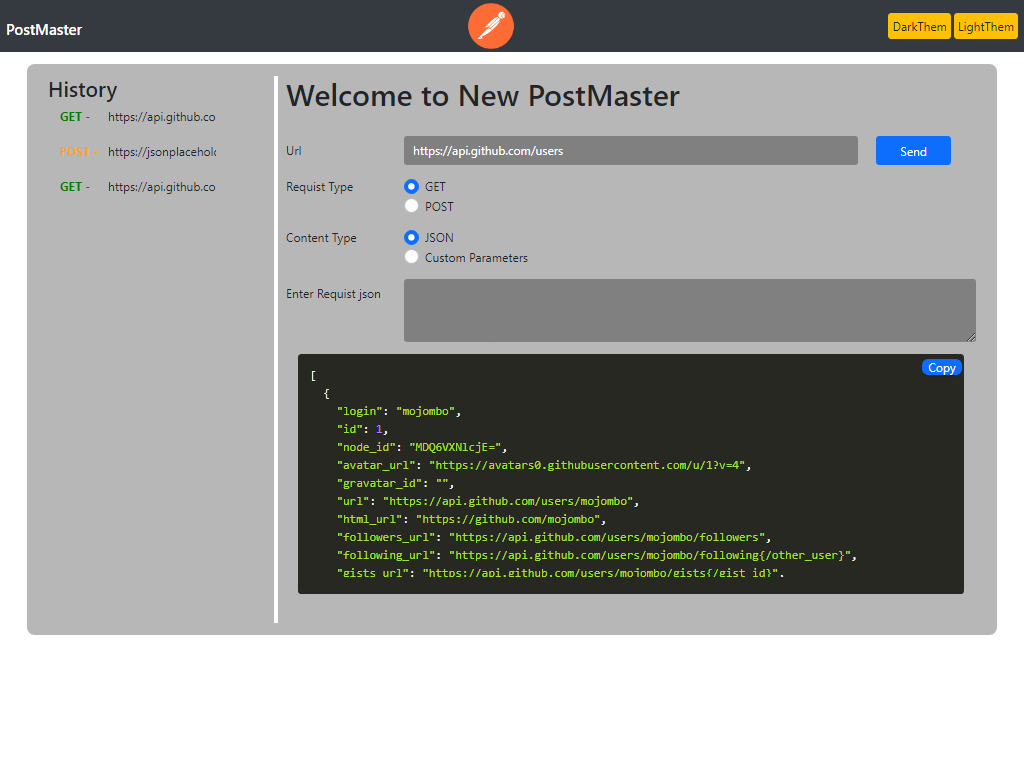 PostMaster
DarkThem LightThem
History
GET - https://api.github.co
POST - https://jsonplacehold
GET - https://api.github.co
Welcome to New PostMaster
Url https://api.github.com/users Send
Requist Type GET
POST
Content Type JSON
Custom Parameters
Enter Requist json
Copy
[
{
"login": "mojombo",
"id": 1,
"node_id": "MDQ6VXNlcjE=",
"avatar_url": "https://avatars0.githubusercontent.com/u/1?v=4",
"gravatar_id": "",
"url": "https://api.github.com/users/mojombo",
"html_url": "https://github.com/mojombo",
"followers_url": "https://api.github.com/users/mojombo/followers",
"following_url": "https://api.github.com/users/mojombo/following{/other_user}",
"gists_url": "https://api.github.com/users/mojombo/gists{/gist_id}",